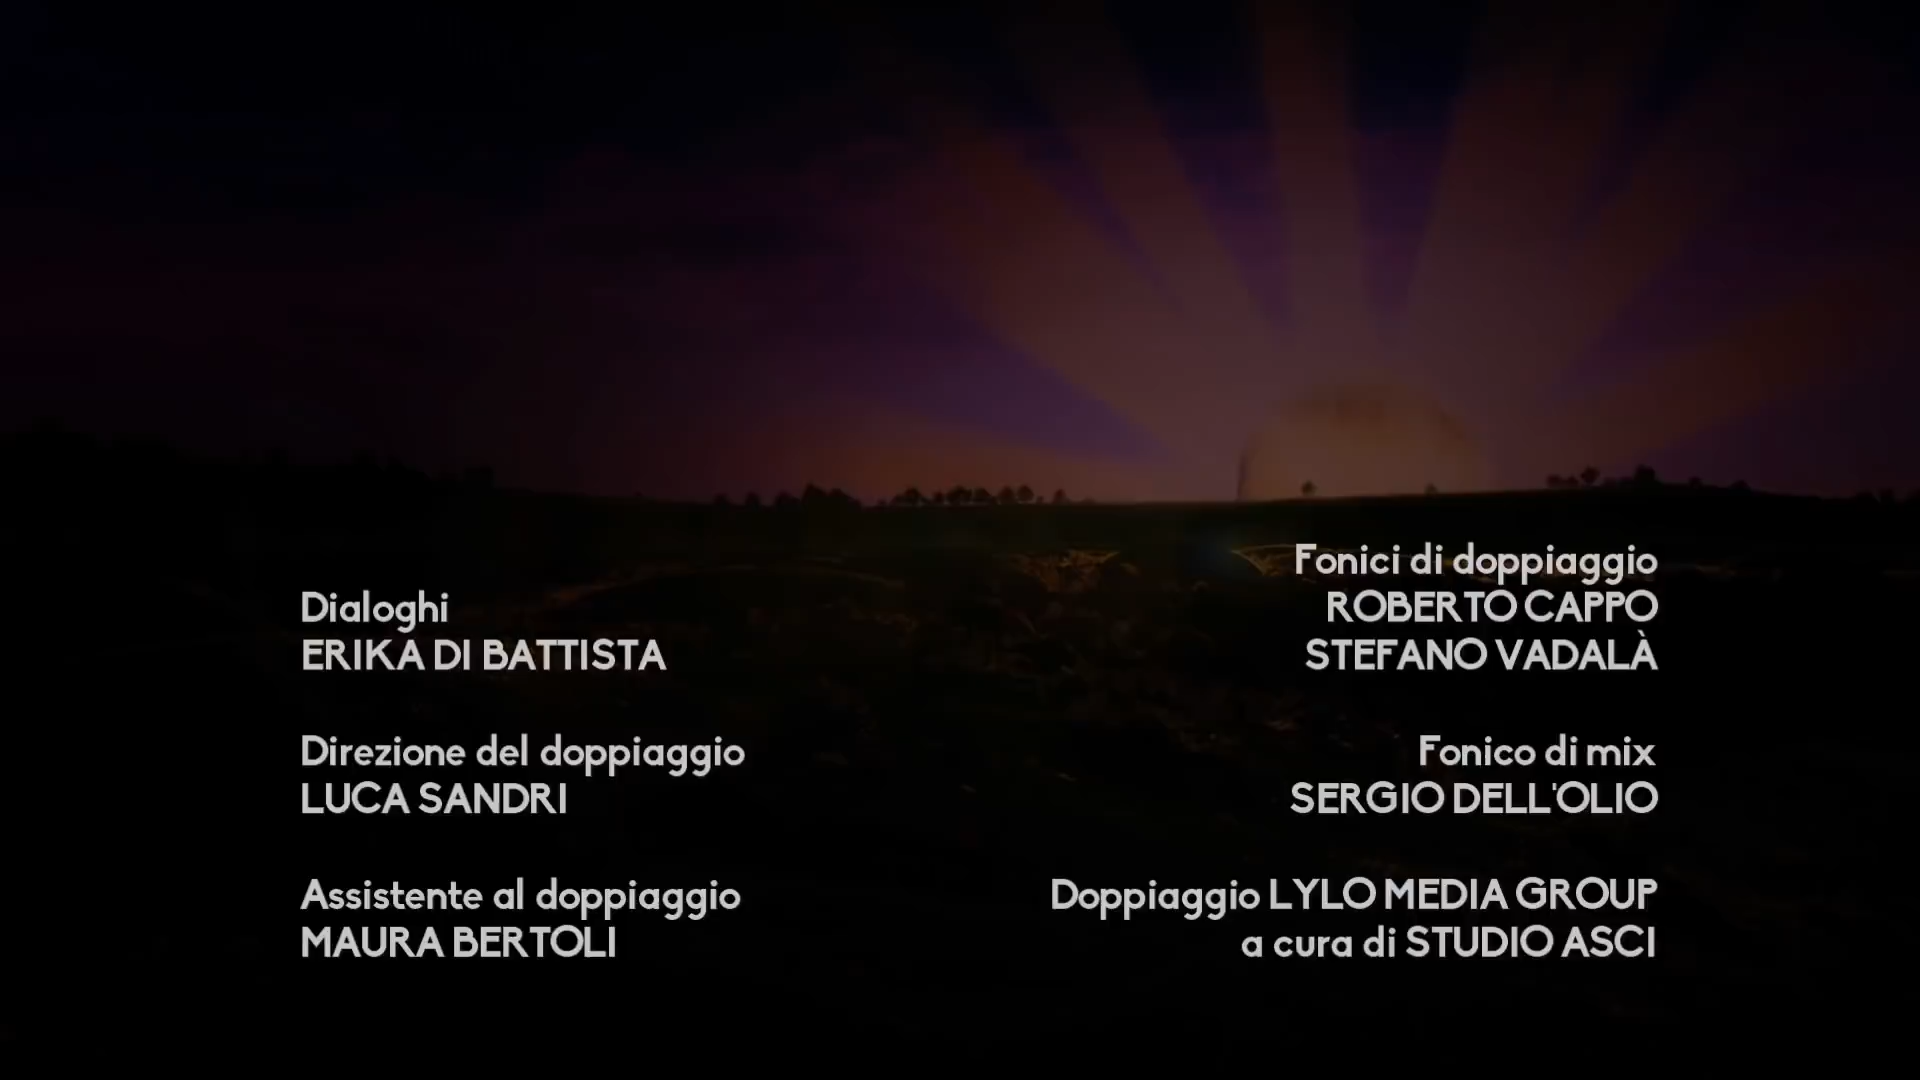 Dialoghi
ERIKA DI BATTISTA
Direzione del doppiaggio
LUCA SANDRI
Assistente al doppiaggio
MAURA BERTOLI
Fonici di doppiaggio
ROBERTO CAPPO
STEFANO VADALÀ
Fonico di mix
SERGIO DELL'OLIO
Doppiaggio LYLO MEDIA GROUP
a cura di STUDIO ASCI